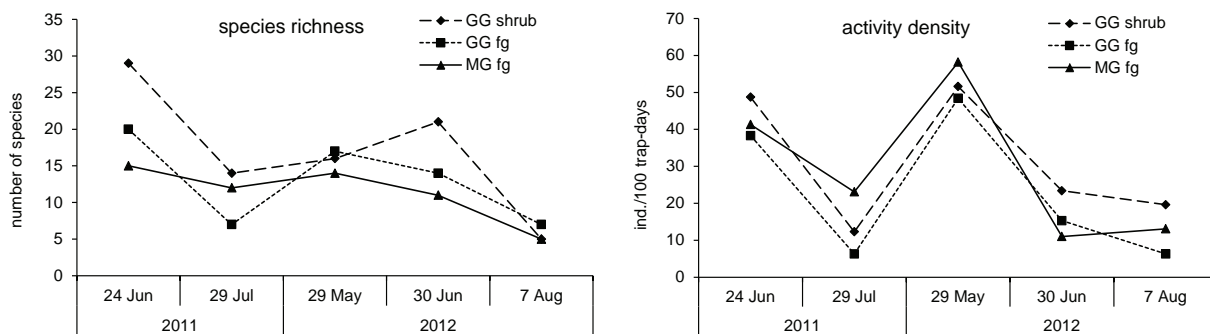 species richness
GG shrub
GG fg
MG fg
number of species
35
30
25
20
15
10
5
0
24 Jun 29 Jul 29 May 30 Jun 7 Aug
2011 2012
activity density
GG shrub
GG fg
MG fg
ind./100 trap-days
70
60
50
40
30
20
10
0
24 Jun 29 Jul 29 May 30 Jun 7 Aug
2011 2012